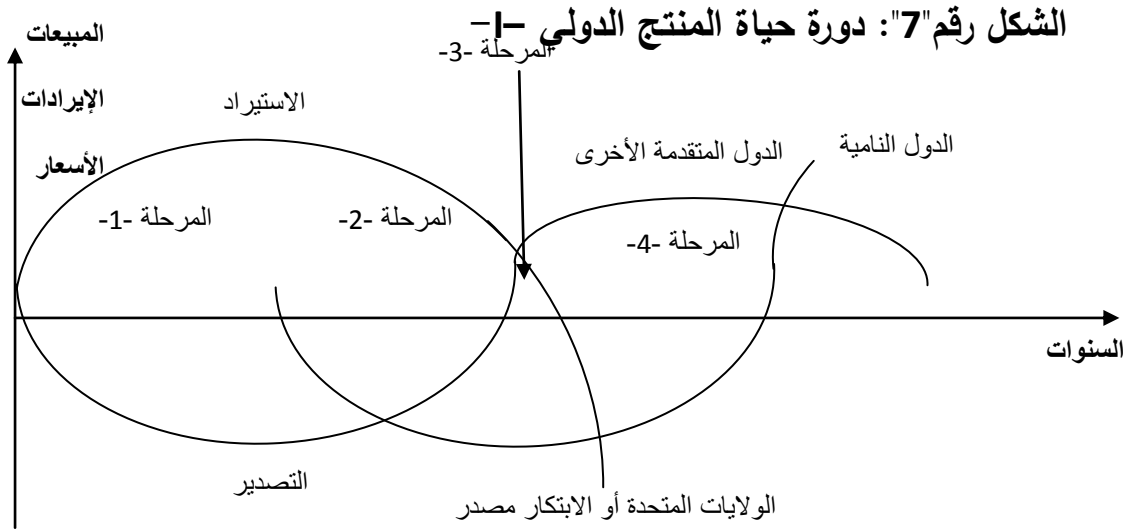 الشكل رقم"7": دورة حياة المنتج الدولي –I–
المبيعات
المرحلة -3-
الإيرادات
الاستيراد
الأسعار
الدول النامية
الدول المتقدمة الأخرى
المرحلة -1-
المرحلة -2-
المرحلة -4-
السنوات
التصدير
الولايات المتحدة أو الابتكار مصدر